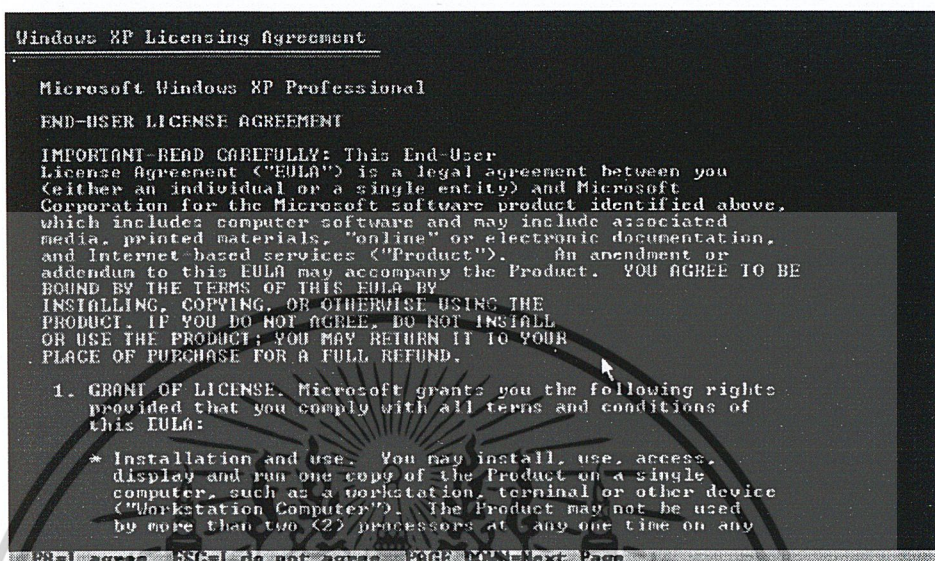 Windows XP Licensing Agreement
Microsoft Windows XP Professional
END-USER LICENSE AGREEMENT
IMPORTANT-READ CAREFULLY: This End-User
License Agreement ("EULA") is a legal agreement between you
(either an individual or a single entity) and Microsoft
Corporation for the Microsoft software product identified above,
which includes computer software and may include associated
media, printed materials, "online" or electronic documentation,
and Internet-based services ("Product").   An amendment or
addendum to this EULA may accompany the Product.  YOU AGREE TO BE
BOUND BY THE TERMS OF THIS EULA BY
INSTALLING, COPYING, OR OTHERWISE USING THE
PRODUCT. IF YOU DO NOT AGREE, DO NOT INSTALL
OR USE THE PRODUCT; YOU MAY RETURN IT TO YOUR
PLACE OF PURCHASE FOR A FULL REFUND.
1. GRANT OF LICENSE. Microsoft grants you the following rights
provided that you comply with all terms and conditions of
this EULA:
* Installation and use.  You may install, use, access,
display and run one copy of the Product on a single
computer, such as a workstation, terminal or other device
("Workstation Computer").  The Product may not be used
by more than two (2) processors at any one time on any
F8=I agree  ESC=I do not agree  PAGE DOWN=Next Page